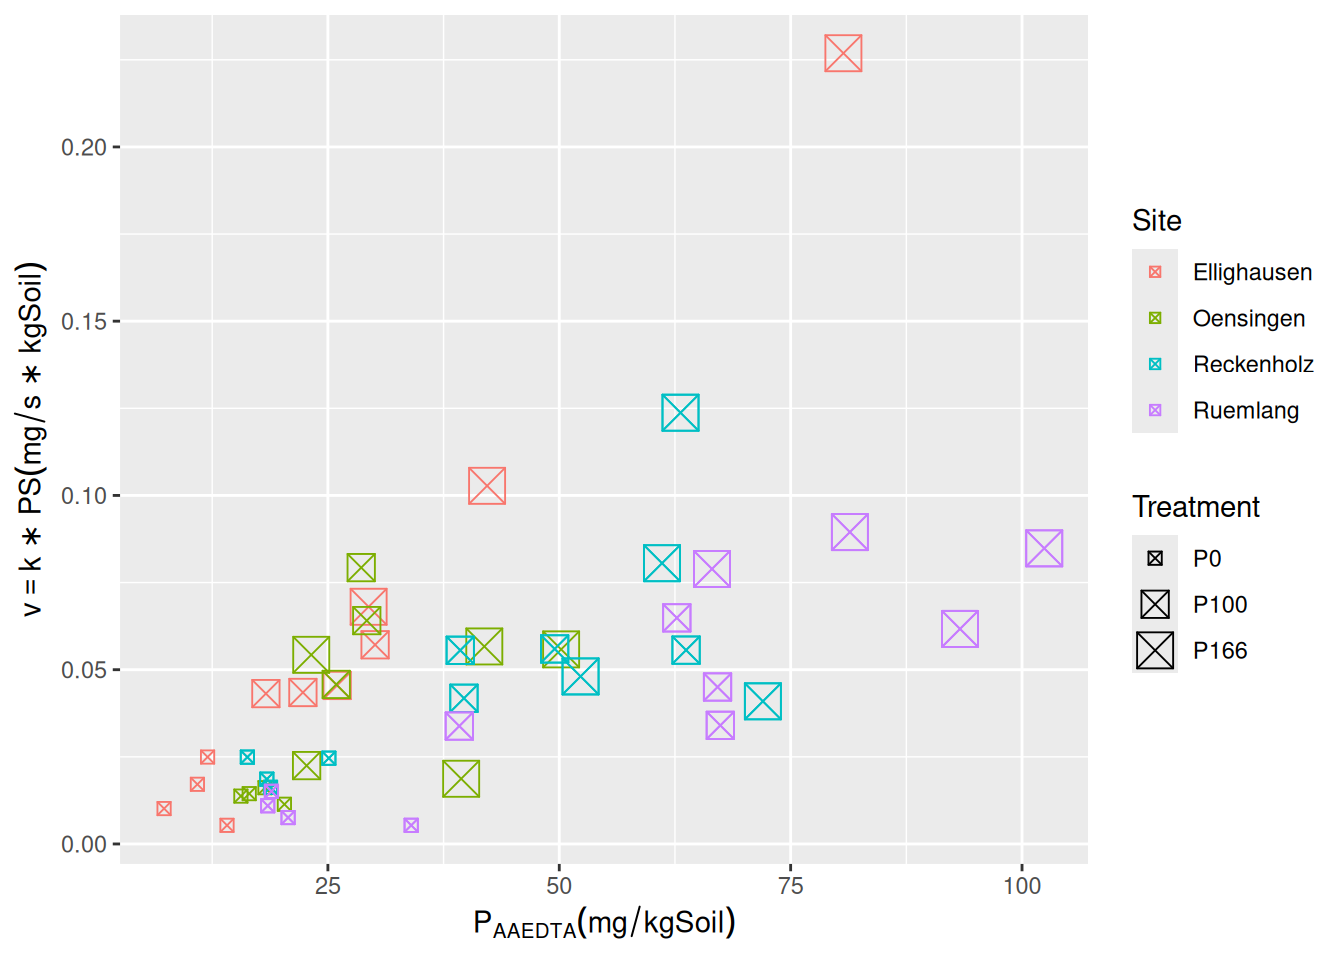 v = k ∗ PS(mg/s ∗ kgSoil)
0.20
0.15
0.10
0.05
0.00
25 50 75 100
PAAEDTA(mg/kgSoil)
Site
Ellighausen
Oensingen
Reckenholz
Ruemlang
Treatment
P0
P100
P166